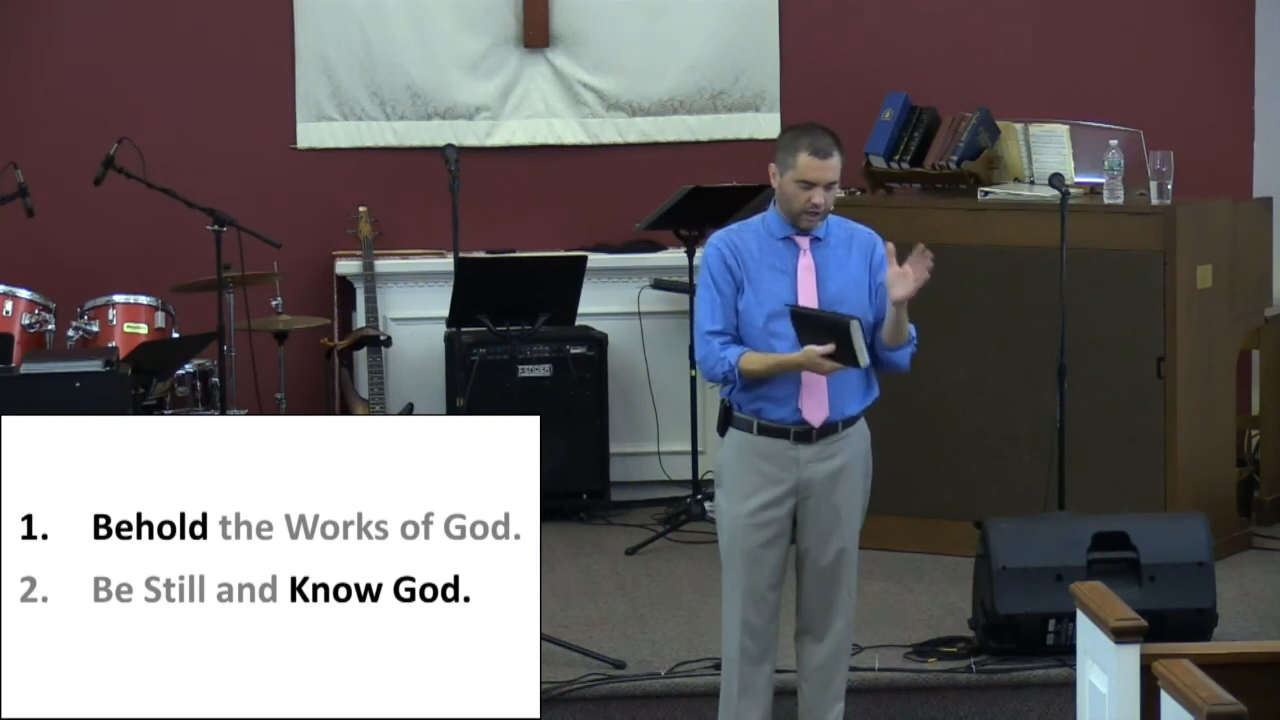 FENDER
1. Behold the Works of God.
2. Be Still and Know God.